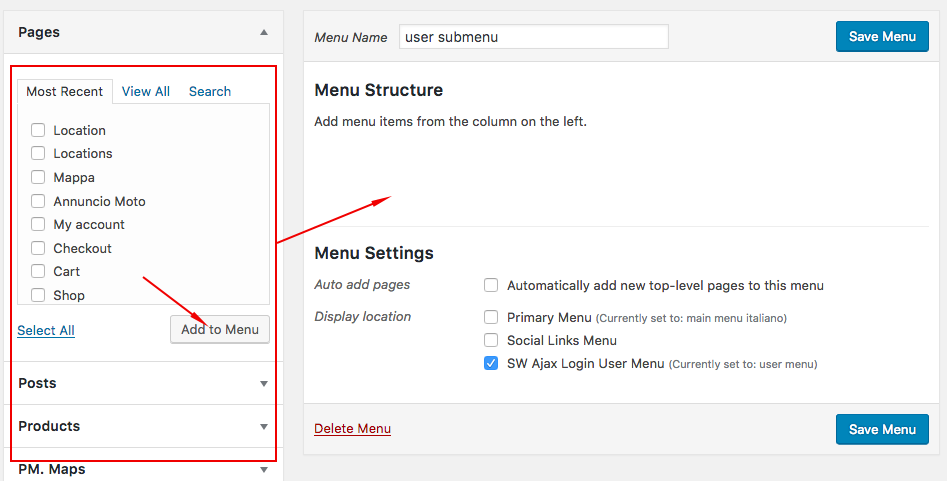 Pages
Most Recent View All Search
Location
Locations
Mappa
Annuncio Moto
My account
Checkout
Cart
Shop
Select All Add to Menu
Posts
Products
PM. Maps
Menu Name user submenu Save Menu
Menu Structure
Add menu items from the column on the left.
Menu Settings
Auto add pages Automatically add new top-level pages to this menu
Display location Primary Menu (Currently set to: main menu italiano)
Social Links Menu
SW Ajax Login User Menu (Currently set to: user menu)
Delete Menu Save Menu